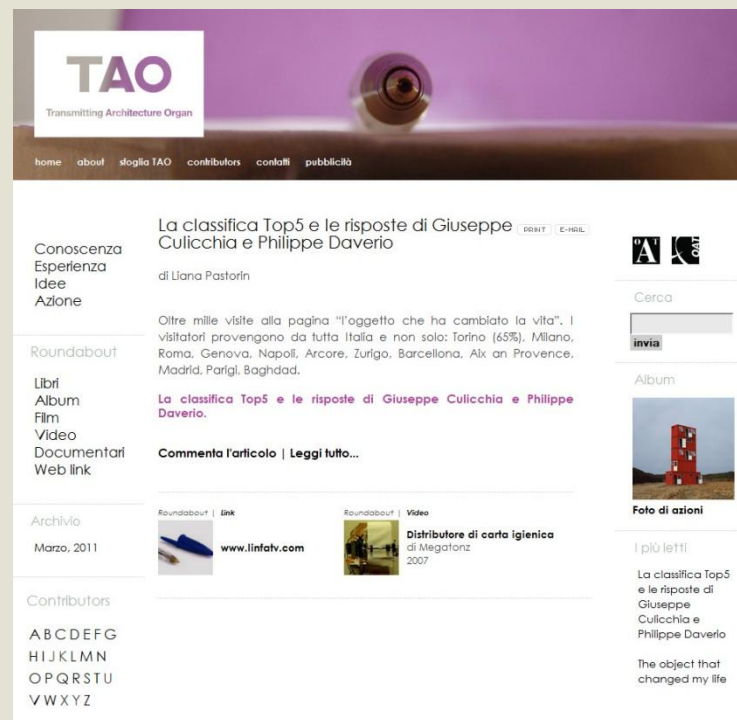 TAO
Transmitting Architecture Organ
home about sfoglia TAO contributors contatti pubblicità
Conoscenza
Esperienza
Idee
Azione
Roundabout
Libri
Album
Film
Video
Documentari
Web link
Archivio
Marzo, 2011
Contributors
A B C D E F G
H I J K L M N
O P Q R S T U
V W X Y Z
La classifica Top5 e le risposte di Giuseppe
Culicchia e Philippe Daverio
PRINT E-MAIL
di Liana Pastorin
Oltre mille visite alla pagina “l’oggetto che ha cambiato la vita”. I
visitatori provengono da tutta Italia e non solo: Torino (65%), Milano,
Roma, Genova, Napoli, Arcore, Zurigo, Barcellona, Aix an Provence,
Madrid, Parigi, Baghdad.
La classifica Top5 e le risposte di Giuseppe Culicchia e Philippe
Daverio.
Commenta l'articolo | Leggi tutto...
Roundabout | Link
www.linfatv.com
Roundabout | Video
Distributore di carta igienica
di Megatonz
2007
OAT OAT
Cerca
invia
Album
Foto di azioni
I più letti
La classifica Top5
e le risposte di
Giuseppe
Culicchia e
Philippe Daverio
The object that
changed my life